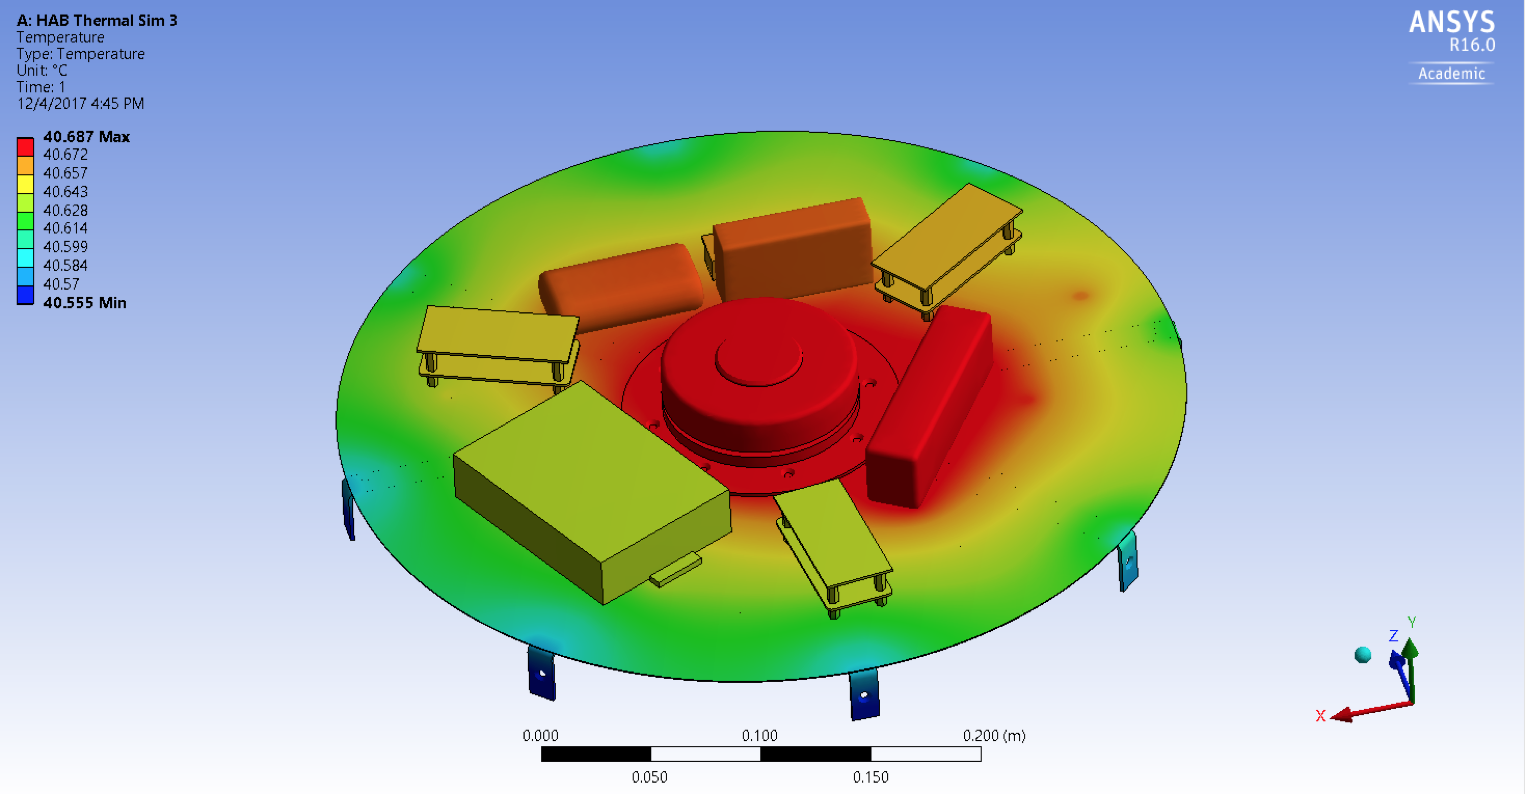 A: HAB Thermal Sim 3
Temperature
Type: Temperature
Unit: °C
Time: 1
12/4/2017 4:45 PM
40.687 Max
40.672
40.657
40.643
40.628
40.614
40.599
40.584
40.57
40.555 Min
ANSYS
R16.0
Academic
0.000
0.100
0.200 (m)
0.050
0.150
Y
Z
X